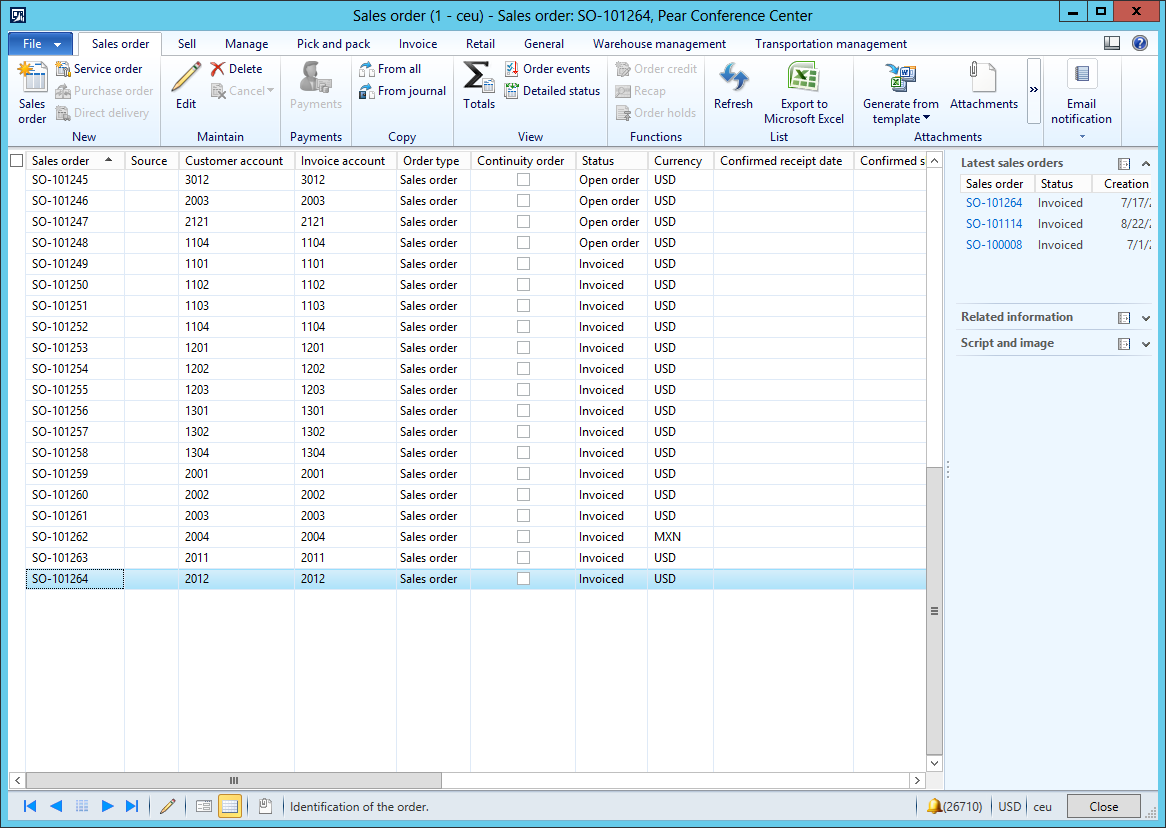 Sales order (1 - ceu) - Sales order: SO-101264, Pear Conference Center
File Sales order Sell Manage Pick and pack Invoice Retail General Warehouse management Transportation management
Sales order
Service order
Purchase order
Direct delivery
New
Edit
Delete
Cancel
Maintain
Payments
Payments
From all
From journal
Copy
Totals
Order events
Detailed status
View
Order credit
Recap
Order holds
Functions
Refresh
Export to Microsoft Excel
List
Generate from template
Attachments
Attachments
Email notification
Sales order Source Customer account Invoice account Order type Continuity order Status Currency Confirmed receipt date Confirmed s
SO-101245 3012 3012 Sales order Open order USD
SO-101246 2003 2003 Sales order Open order USD
SO-101247 2121 2121 Sales order Open order USD
SO-101248 1104 1104 Sales order Open order USD
SO-101249 1101 1101 Sales order Invoiced USD
SO-101250 1102 1102 Sales order Invoiced USD
SO-101251 1103 1103 Sales order Invoiced USD
SO-101252 1104 1104 Sales order Invoiced USD
SO-101253 1201 1201 Sales order Invoiced USD
SO-101254 1202 1202 Sales order Invoiced USD
SO-101255 1203 1203 Sales order Invoiced USD
SO-101256 1301 1301 Sales order Invoiced USD
SO-101257 1302 1302 Sales order Invoiced USD
SO-101258 1304 1304 Sales order Invoiced USD
SO-101259 2001 2001 Sales order Invoiced USD
SO-101260 2002 2002 Sales order Invoiced USD
SO-101261 2003 2003 Sales order Invoiced USD
SO-101262 2004 2004 Sales order Invoiced MXN
SO-101263 2011 2011 Sales order Invoiced USD
SO-101264 2012 2012 Sales order Invoiced USD
Latest sales orders
Sales order Status Creation
SO-101264 Invoiced 7/17/2
SO-101114 Invoiced 8/22/2
SO-100008 Invoiced 7/1/2
Related information
Script and image
Identification of the order.
(26710) USD ceu Close